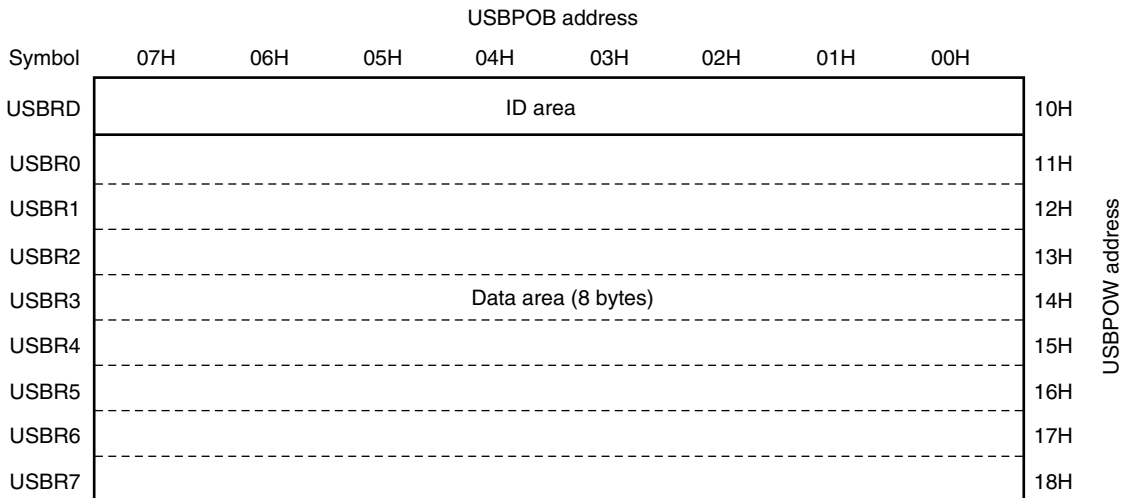 USBPOB address
Symbol 07H 06H 05H 04H 03H 02H 01H 00H
USBRD ID area 10H
USBR0 11H
USBR1 12H
USBR2 13H
USBR3 Data area (8 bytes) 14H
USBR4 15H
USBR5 16H
USBR6 17H
USBR7 18H
USBPOW address